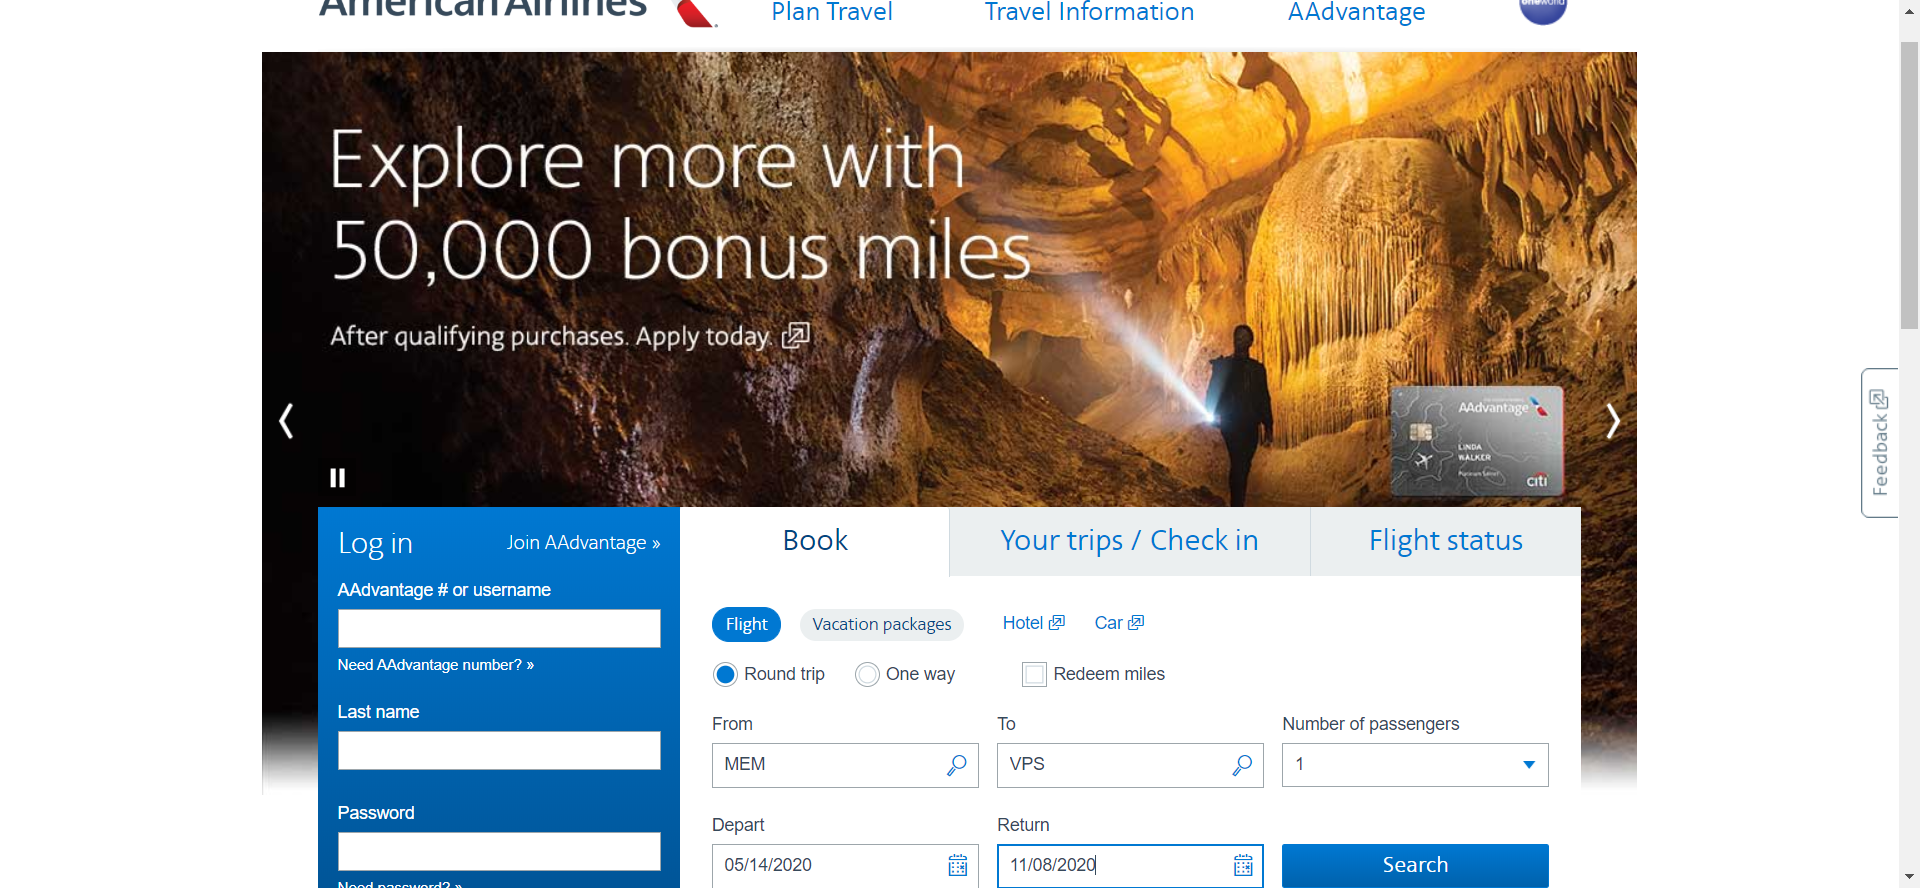 American Airlines
Plan Travel
Travel Information
AAdvantage
oneworld
Explore more with
50,000 bonus miles
After qualifying purchases. Apply today.
AAdvantage
LINDA
WALKER
Platinum Select
citi
Feedback
Log in
Join AAdvantage »
AAdvantage # or username
Need AAdvantage number? »
Last name
Password
Need password? »
Book
Your trips / Check in
Flight status
Flight
Vacation packages
Hotel
Car
Round trip
One way
Redeem miles
From
To
Number of passengers
MEM
VPS
1
Depart
Return
05/14/2020
11/08/2020
Search